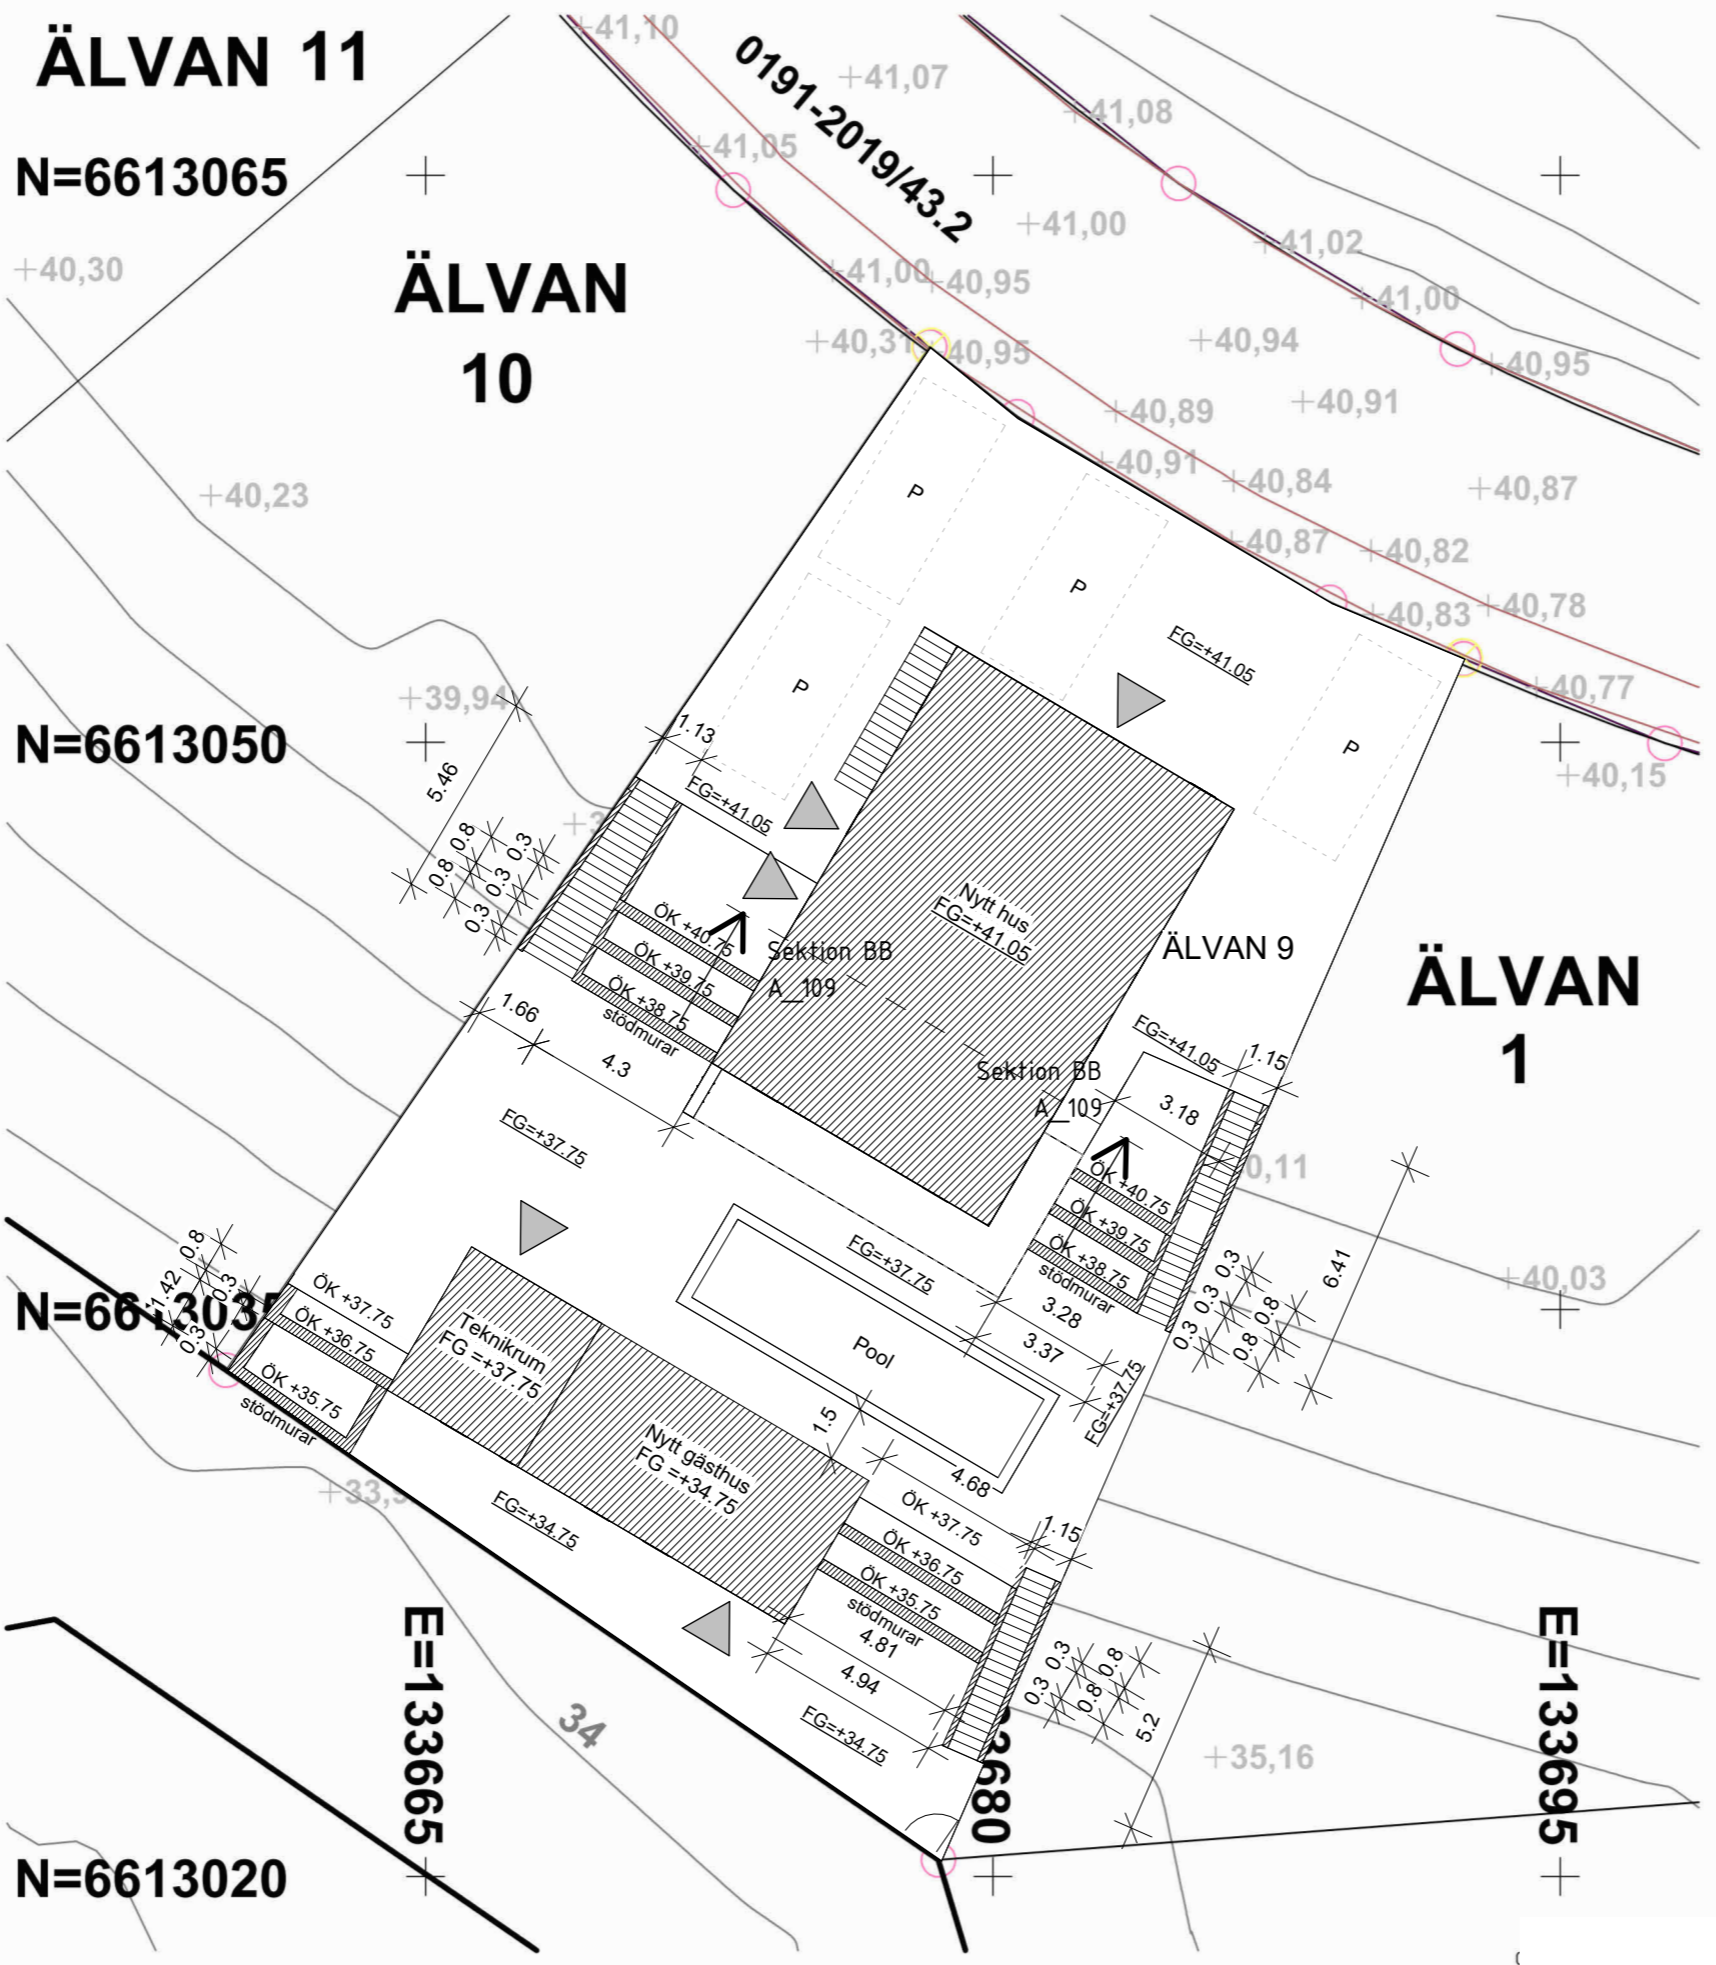 ÄLVAN 11
+41,10
0191-2019/43.2
+41,07
+41,08
+41,05
N=6613065
+41,00
+41,02
+40,30
ÄLVAN
10
+41,00
+40,95
+41,00
+40,31
+40,95
+40,94
+40,95
+40,89
+40,91
+40,91
+40,84
+40,87
+40,23
P
+40,87
+40,82
P
+40,83
+40,78
FG=+41.05
P
+40,77
+39,94
N=6613050
1.13
P
+40,15
5.46
FG=+41.05
0.8
0.8
0.3
0.3
0.3
Nytt hus
FG=+41.05
ÖK +40.75
ÖK +39.75
ÖK +38.75
stödmurar
Sektion BB
A_109
ÄLVAN 9
ÄLVAN
1
1.66
4.3
FG=+41.05
1.15
Sektion BB
A_109
3.18
FG=+37.75
ÖK +40.75
ÖK +39.75
ÖK +38.75
stödmurar
0,11
FG=+37.75
0.8
1.42
0.3
0.3
6.41
+40,03
0.3
0.3
0.3
0.8
0.8
3.28
3.37
FG=+37.75
ÖK +37.75
ÖK +36.75
ÖK +35.75
stödmurar
Teknikrum
FG =+37.75
Pool
1.5
Nytt gästhus
FG =+34.75
4.68
+33,
FG=+34.75
ÖK +37.75
ÖK +36.75
ÖK +35.75
stödmurar
4.81
4.94
1.15
E=133665
0.3
0.3
0.8
0.8
5.2
E=133695
34
FG=+34.75
+35,16
680
N=6613020